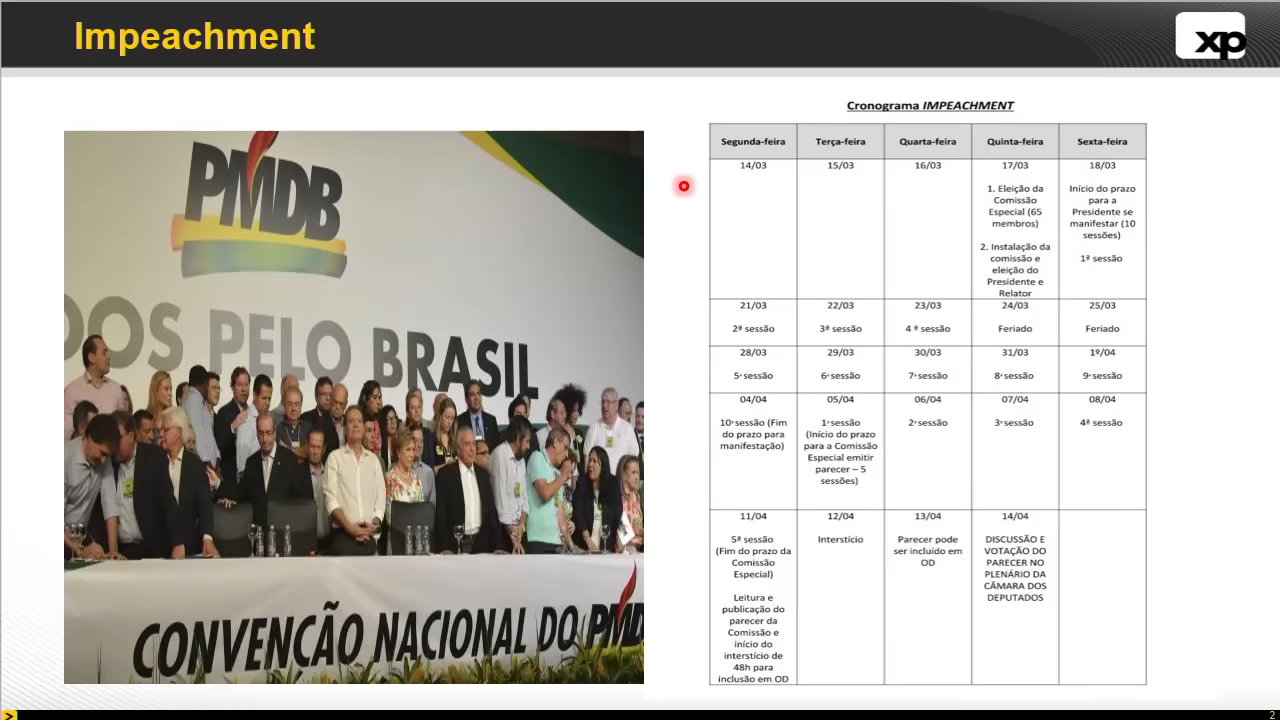 Impeachment
xp
PMDB
DOS PELO BRASIL
CONVENÇÃO NACIONAL DO PMD
Cronograma IMPEACHMENT
Segunda-feira Terça-feira Quarta-feira Quinta-feira Sexta-feira
14/03 15/03 16/03 17/03 18/03
1. Eleição da
Comissão
Especial (65
membros)
2. Instalação da
comissão e
eleição do
Presidente e
Relator
Início do prazo
para a
Presidente se
manifestar (10
sessões)
1ª sessão
21/03 22/03 23/03 24/03 25/03
2ª sessão 3ª sessão 4 ª sessão Feriado Feriado
28/03 29/03 30/03 31/03 1º/04
5ª sessão 6ª sessão 7ª sessão 8ª sessão 9ª sessão
04/04 05/04 06/04 07/04 08/04
10ª sessão (Fim
do prazo para
manifestação)
1ª sessão
(Início do prazo
para a Comissão
Especial emitir
parecer – 5
sessões)
2ª sessão 3ª sessão 4ª sessão
11/04 12/04 13/04 14/04
5ª sessão
(Fim do prazo da
Comissão
Especial)
Leitura e
publicação do
parecer da
Comissão e
início do
interstício de
48h para
inclusão em OD
Interstício
Parecer pode
ser incluído em
OD
DISCUSSÃO E
VOTAÇÃO DO
PARECER NO
PLENÁRIO DA
CÂMARA DOS
DEPUTADOS
2